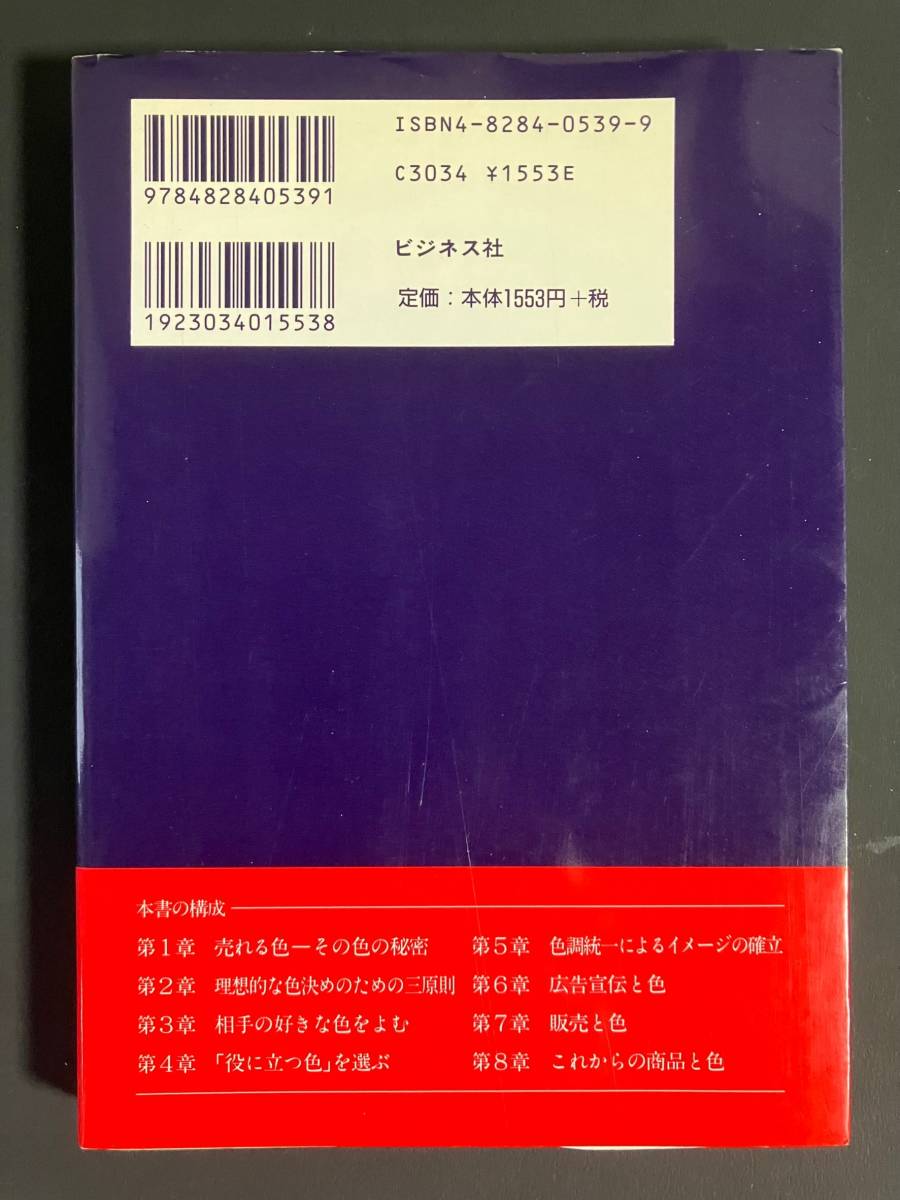 ISBN4-8284-0539-9
9784828405391
C3034 ¥1553E
ビジネス社
1923034015538
定価：本体1553円+税
本書の構成
第1章 売れる色—その色の秘密
第2章 理想的な色決めのための三原則
第3章 相手の好きな色をよむ
第4章 「役に立つ色」を選ぶ
第5章 色調統一によるイメージの確立
第6章 広告宣伝と色
第7章 販売と色
第8章 これからの商品と色